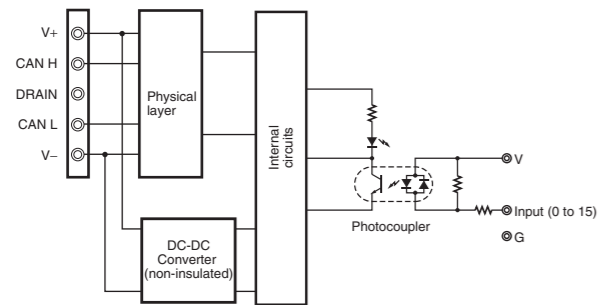 V+
CAN H
DRAIN
CAN L
V–
Physical
layer
DC-DC
Converter
(non-insulated)
Internal
circuits
Photocoupler
V
Input (0 to 15)
G